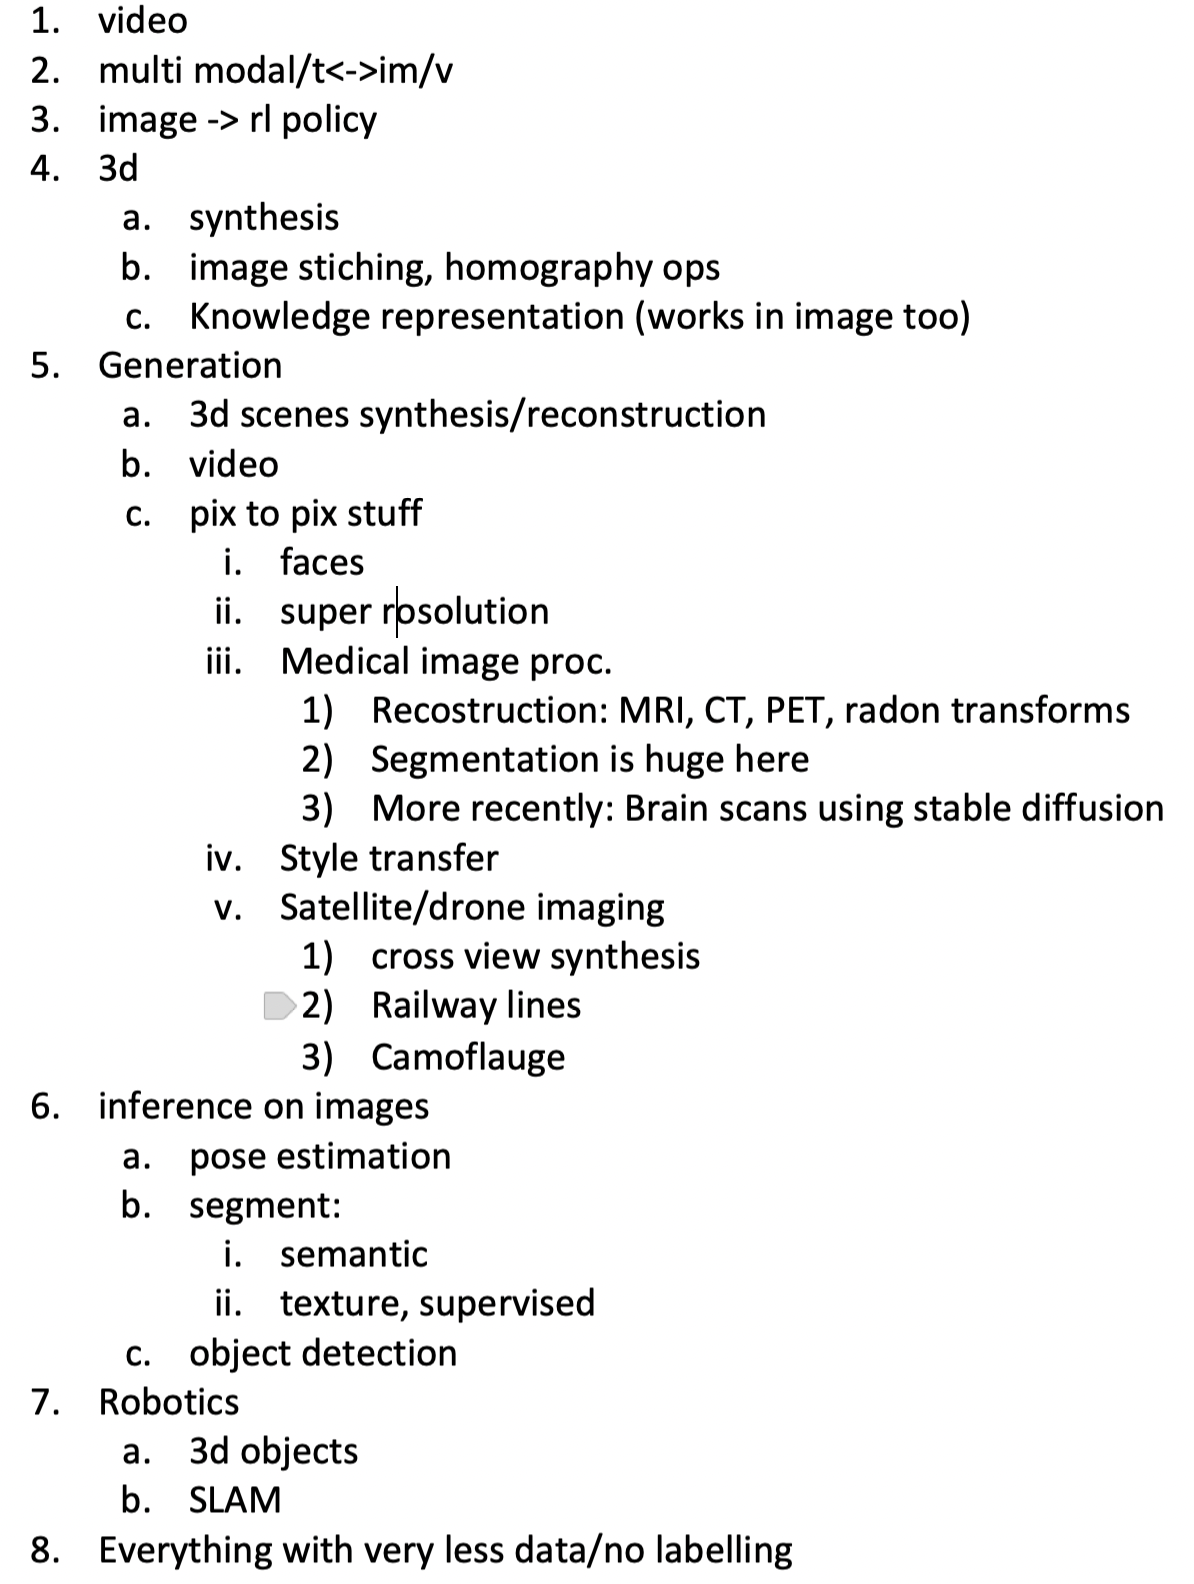 1. video
2. multi modal/t<->im/v
3. image -> rl policy
4. 3d
a. synthesis
b. image stiching, homography ops
c. Knowledge representation (works in image too)
5. Generation
a. 3d scenes synthesis/reconstruction
b. video
c. pix to pix stuff
i. faces
ii. super rosolution
iii. Medical image proc.
1) Recostruction: MRI, CT, PET, radon transforms
2) Segmentation is huge here
3) More recently: Brain scans using stable diffusion
iv. Style transfer
v. Satellite/drone imaging
1) cross view synthesis
2) Railway lines
3) Camoflauge
6. inference on images
a. pose estimation
b. segment:
i. semantic
ii. texture, supervised
c. object detection
7. Robotics
a. 3d objects
b. SLAM
8. Everything with very less data/no labelling